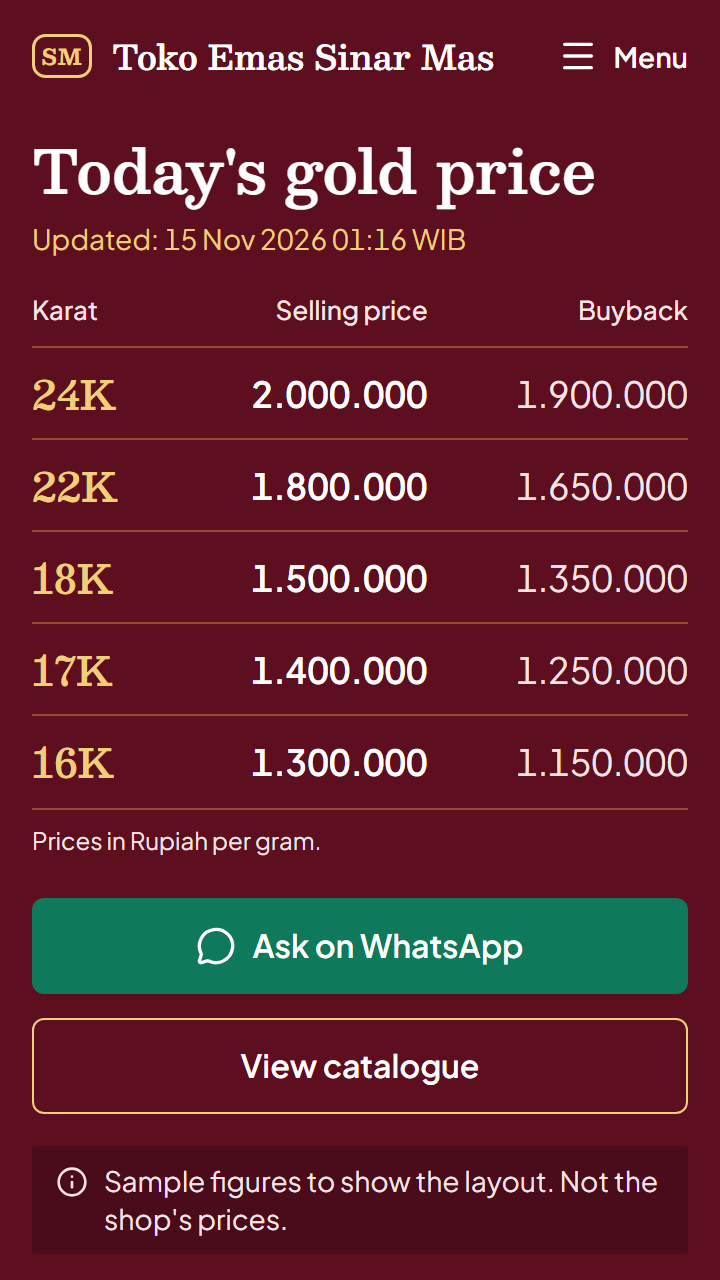 SM Toko Emas Sinar Mas Menu
Today's gold price
Updated: 15 Nov 2026 01:16 WIB
Karat Selling price Buyback
24K 2.000.000 1.900.000
22K 1.800.000 1.650.000
18K 1.500.000 1.350.000
17K 1.400.000 1.250.000
16K 1.300.000 1.150.000
Prices in Rupiah per gram.
Ask on WhatsApp
View catalogue
Sample figures to show the layout. Not the
shop's prices.